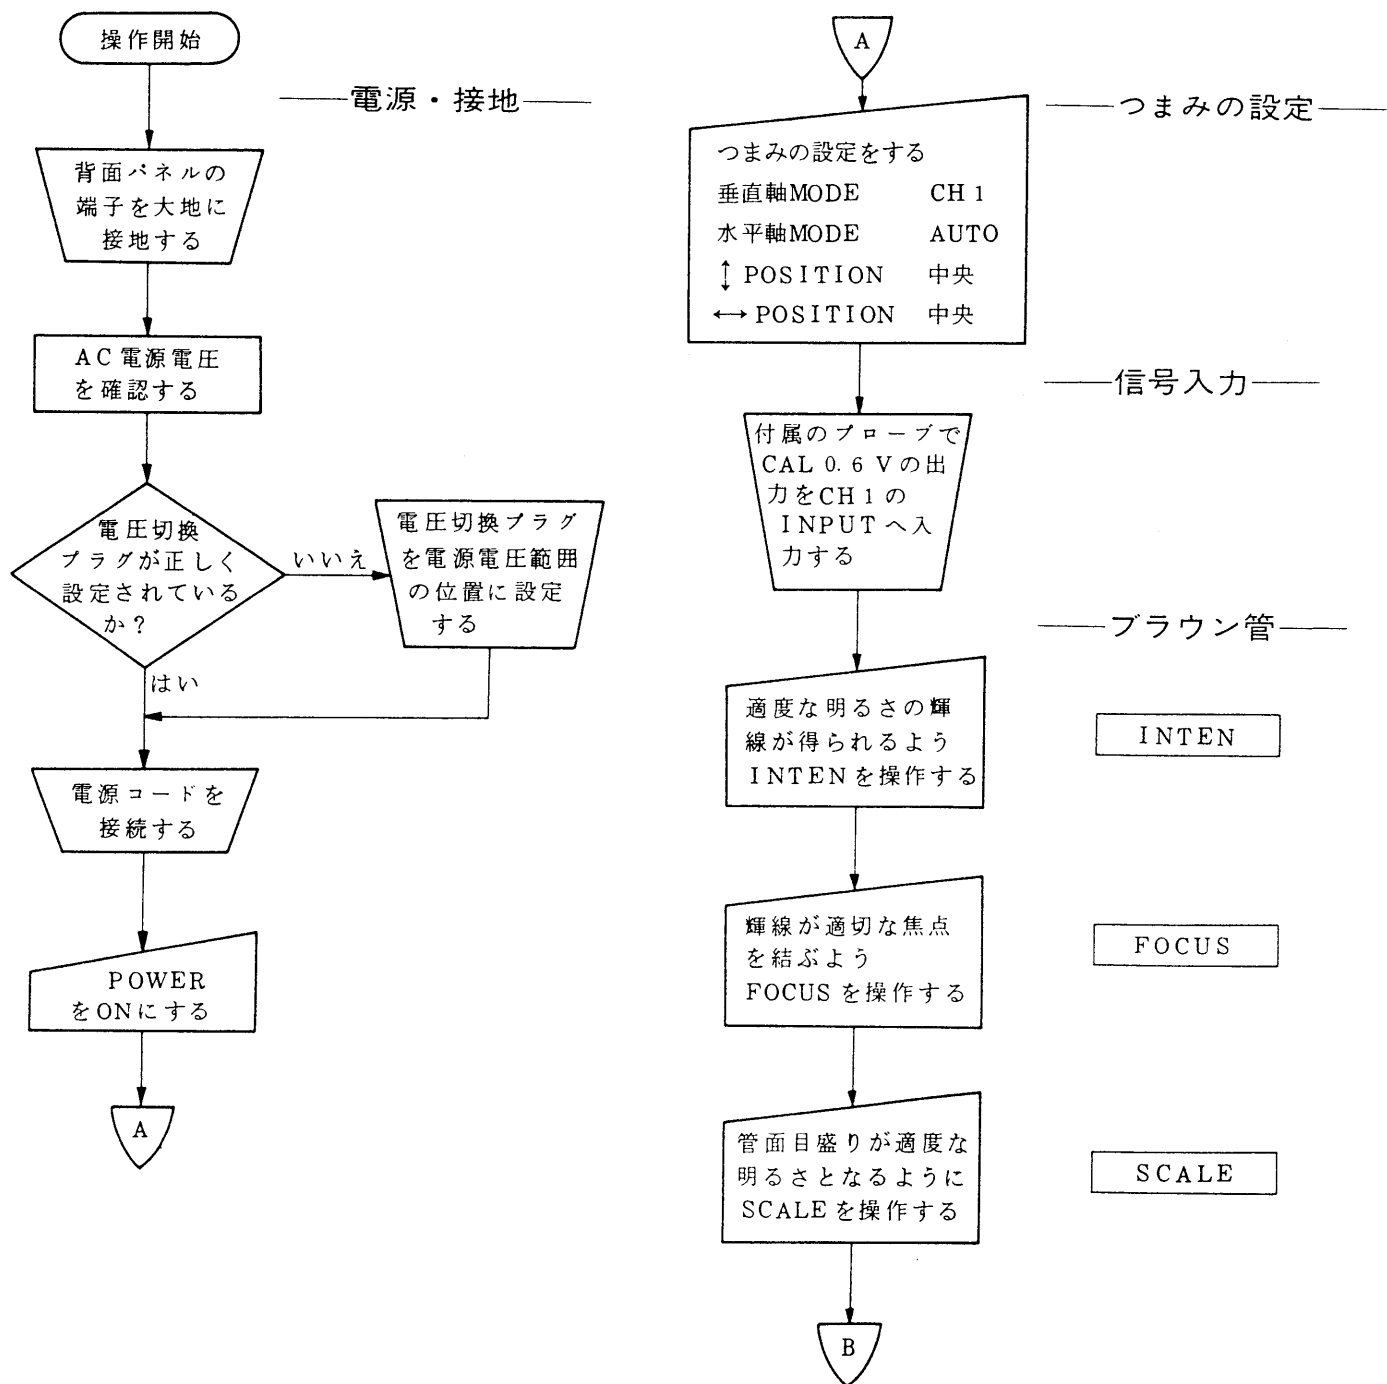 操作開始
電源・接地
背面パネルの
端子を大地に
接地する
AC電源電圧
を確認する
電圧切換
プラグが正しく
設定されている
か?
いいえ
電圧切換プラグ
を電源電圧範囲
の位置に設定
する
はい
電源コードを
接続する
POWER
をONにする
A
A
つまみの設定
つまみの設定をする
垂直軸MODE CH1
水平軸MODE AUTO
↕ POSITION 中央
↔ POSITION 中央
信号入力
付属のプローブで
CAL 0.6Vの出
力をCH1の
INPUTへ入
力する
ブラウン管
適度な明るさの輝
線が得られるよう
INTENを操作する
INTEN
輝線が適切な焦点
を結ぶよう
FOCUSを操作する
FOCUS
管面目盛りが適度な
明るさとなるように
SCALEを操作する
SCALE
B